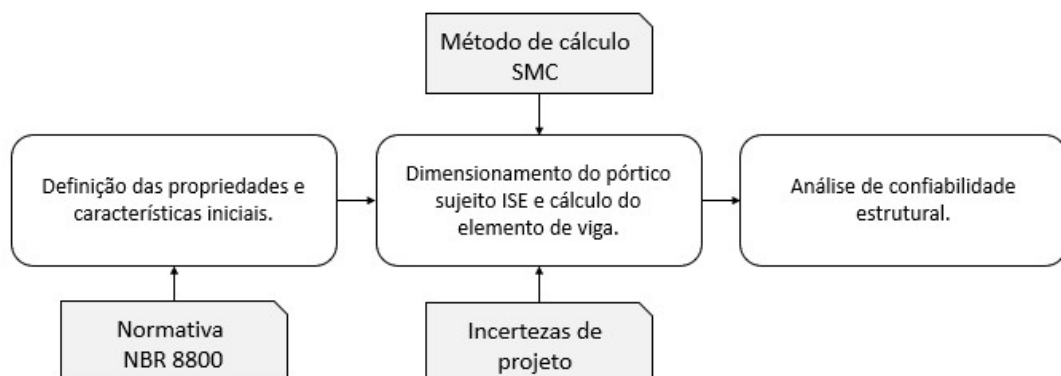 Método de cálculo
SMC
Definição das propriedades e
características iniciais.
Dimensionamento do pórtico
sujeito ISE e cálculo do
elemento de viga.
Análise de confiabilidade
estrutural.
Normativa
NBR 8800
Incertezas de
projeto